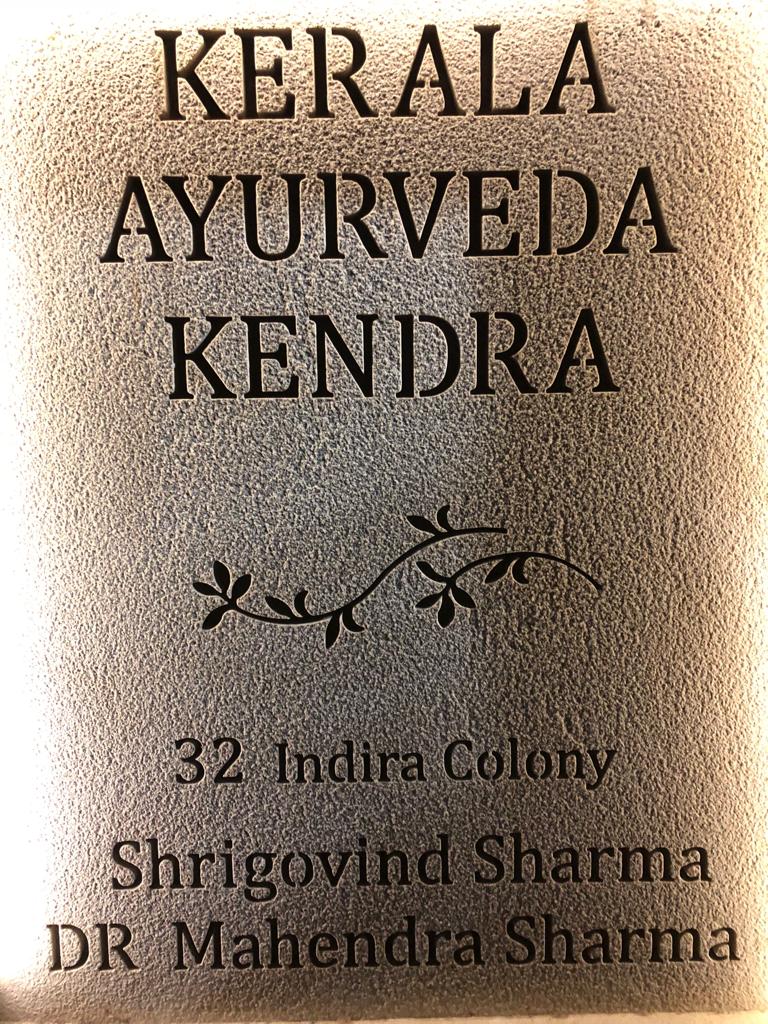 KERALA
AYURVEDA
KENDRA
32 Indira Colony
Shrigovind Sharma
DR Mahendra Sharma